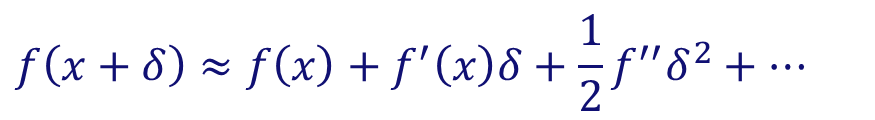 f(x + δ) ≈ f(x) + f′(x)δ + 1/2 f″δ² + ⋯